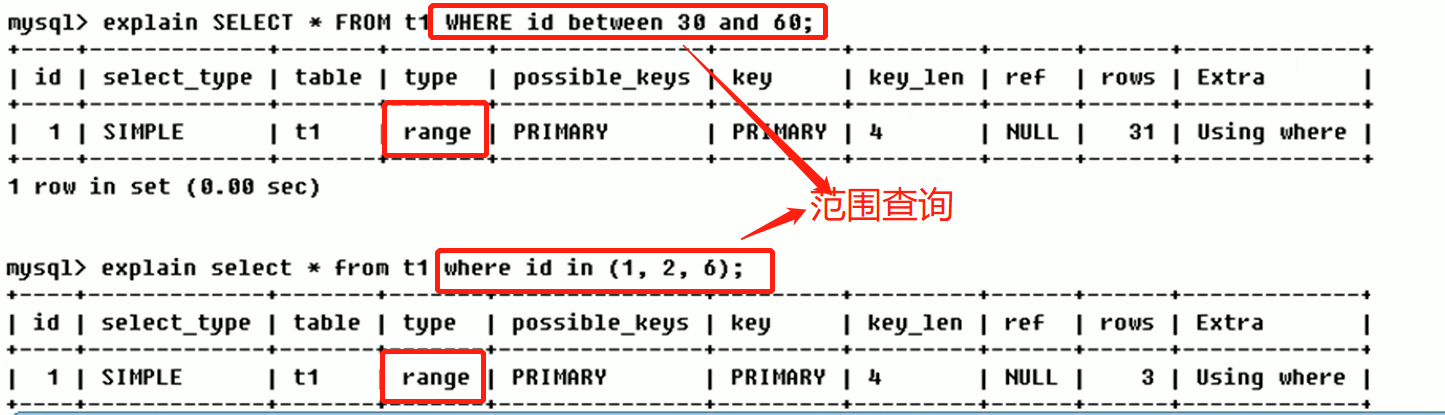 mysql> explain SELECT * FROM t1 WHERE id between 30 and 60;
+----+-------------+-------+-------+---------------+---------+---------+------+------+-------------+
| id | select_type | table | type | possible_keys | key | key_len | ref | rows | Extra |
+----+-------------+-------+-------+---------------+---------+---------+------+------+-------------+
| 1 | SIMPLE | t1 | range | PRIMARY | PRIMARY | 4 | NULL | 31 | Using where |
+----+-------------+-------+-------+---------------+---------+---------+------+------+-------------+
1 row in set (0.00 sec)
范围查询
mysql> explain select * from t1 where id in (1, 2, 6);
+----+-------------+-------+-------+---------------+---------+---------+------+------+-------------+
| id | select_type | table | type | possible_keys | key | key_len | ref | rows | Extra |
+----+-------------+-------+-------+---------------+---------+---------+------+------+-------------+
| 1 | SIMPLE | t1 | range | PRIMARY | PRIMARY | 4 | NULL | 3 | Using where |
+----+-------------+-------+-------+---------------+---------+---------+------+------+-------------+